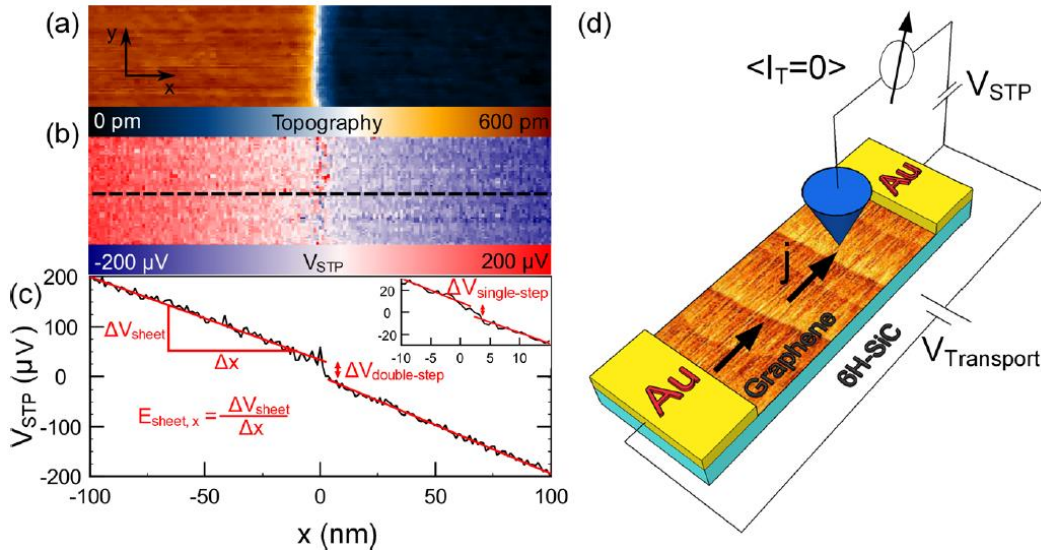 (a)
y
x
0 pm Topography 600 pm
(b)
-200 µV V_STP 200 µV
(c)
V_STP (µV)
200
100
0
-100
-200
ΔV_sheet
Δx
ΔV_double-step
E_sheet, x = ΔV_sheet / Δx
20
0
-20
ΔV_single-step
-10 -5 0 5 10
-100 -50 0 50 100
x (nm)
(d)
<I_T=0>
V_STP
Au
j
Graphene
6H-SiC
Au
V_Transport